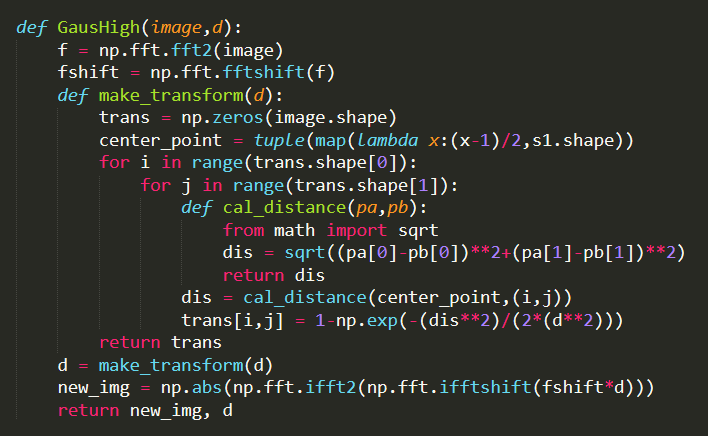 def GausHigh(image,d):
    f = np.fft.fft2(image)
    fshift = np.fft.fftshift(f)
    def make_transform(d):
        trans = np.zeros(image.shape)
        center_point = tuple(map(lambda x:(x-1)/2,s1.shape))
        for i in range(trans.shape[0]):
            for j in range(trans.shape[1]):
                def cal_distance(pa,pb):
                    from math import sqrt
                    dis = sqrt((pa[0]-pb[0])**2+(pa[1]-pb[1])**2)
                    return dis
                dis = cal_distance(center_point,(i,j))
                trans[i,j] = 1-np.exp(-(dis**2)/(2*(d**2)))
        return trans
    d = make_transform(d)
    new_img = np.abs(np.fft.ifft2(np.fft.ifftshift(fshift*d)))
    return new_img, d